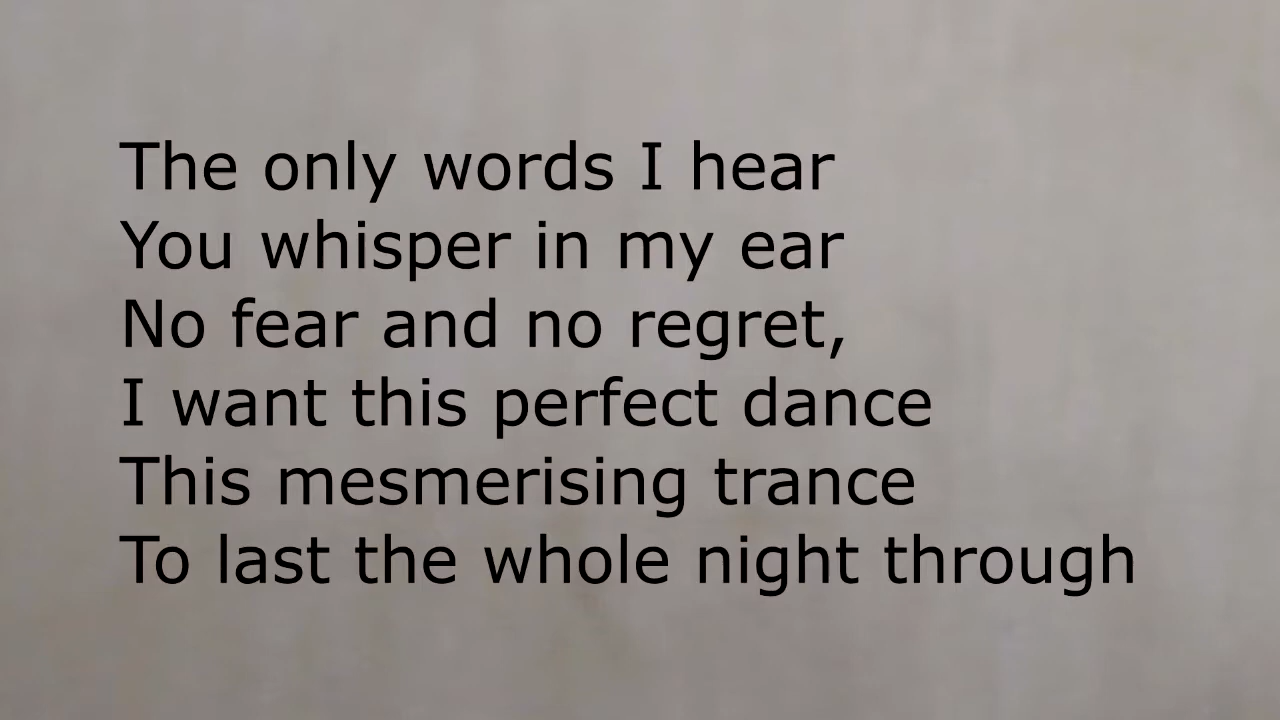 The only words I hear
You whisper in my ear
No fear and no regret,
I want this perfect dance
This mesmerising trance
To last the whole night through